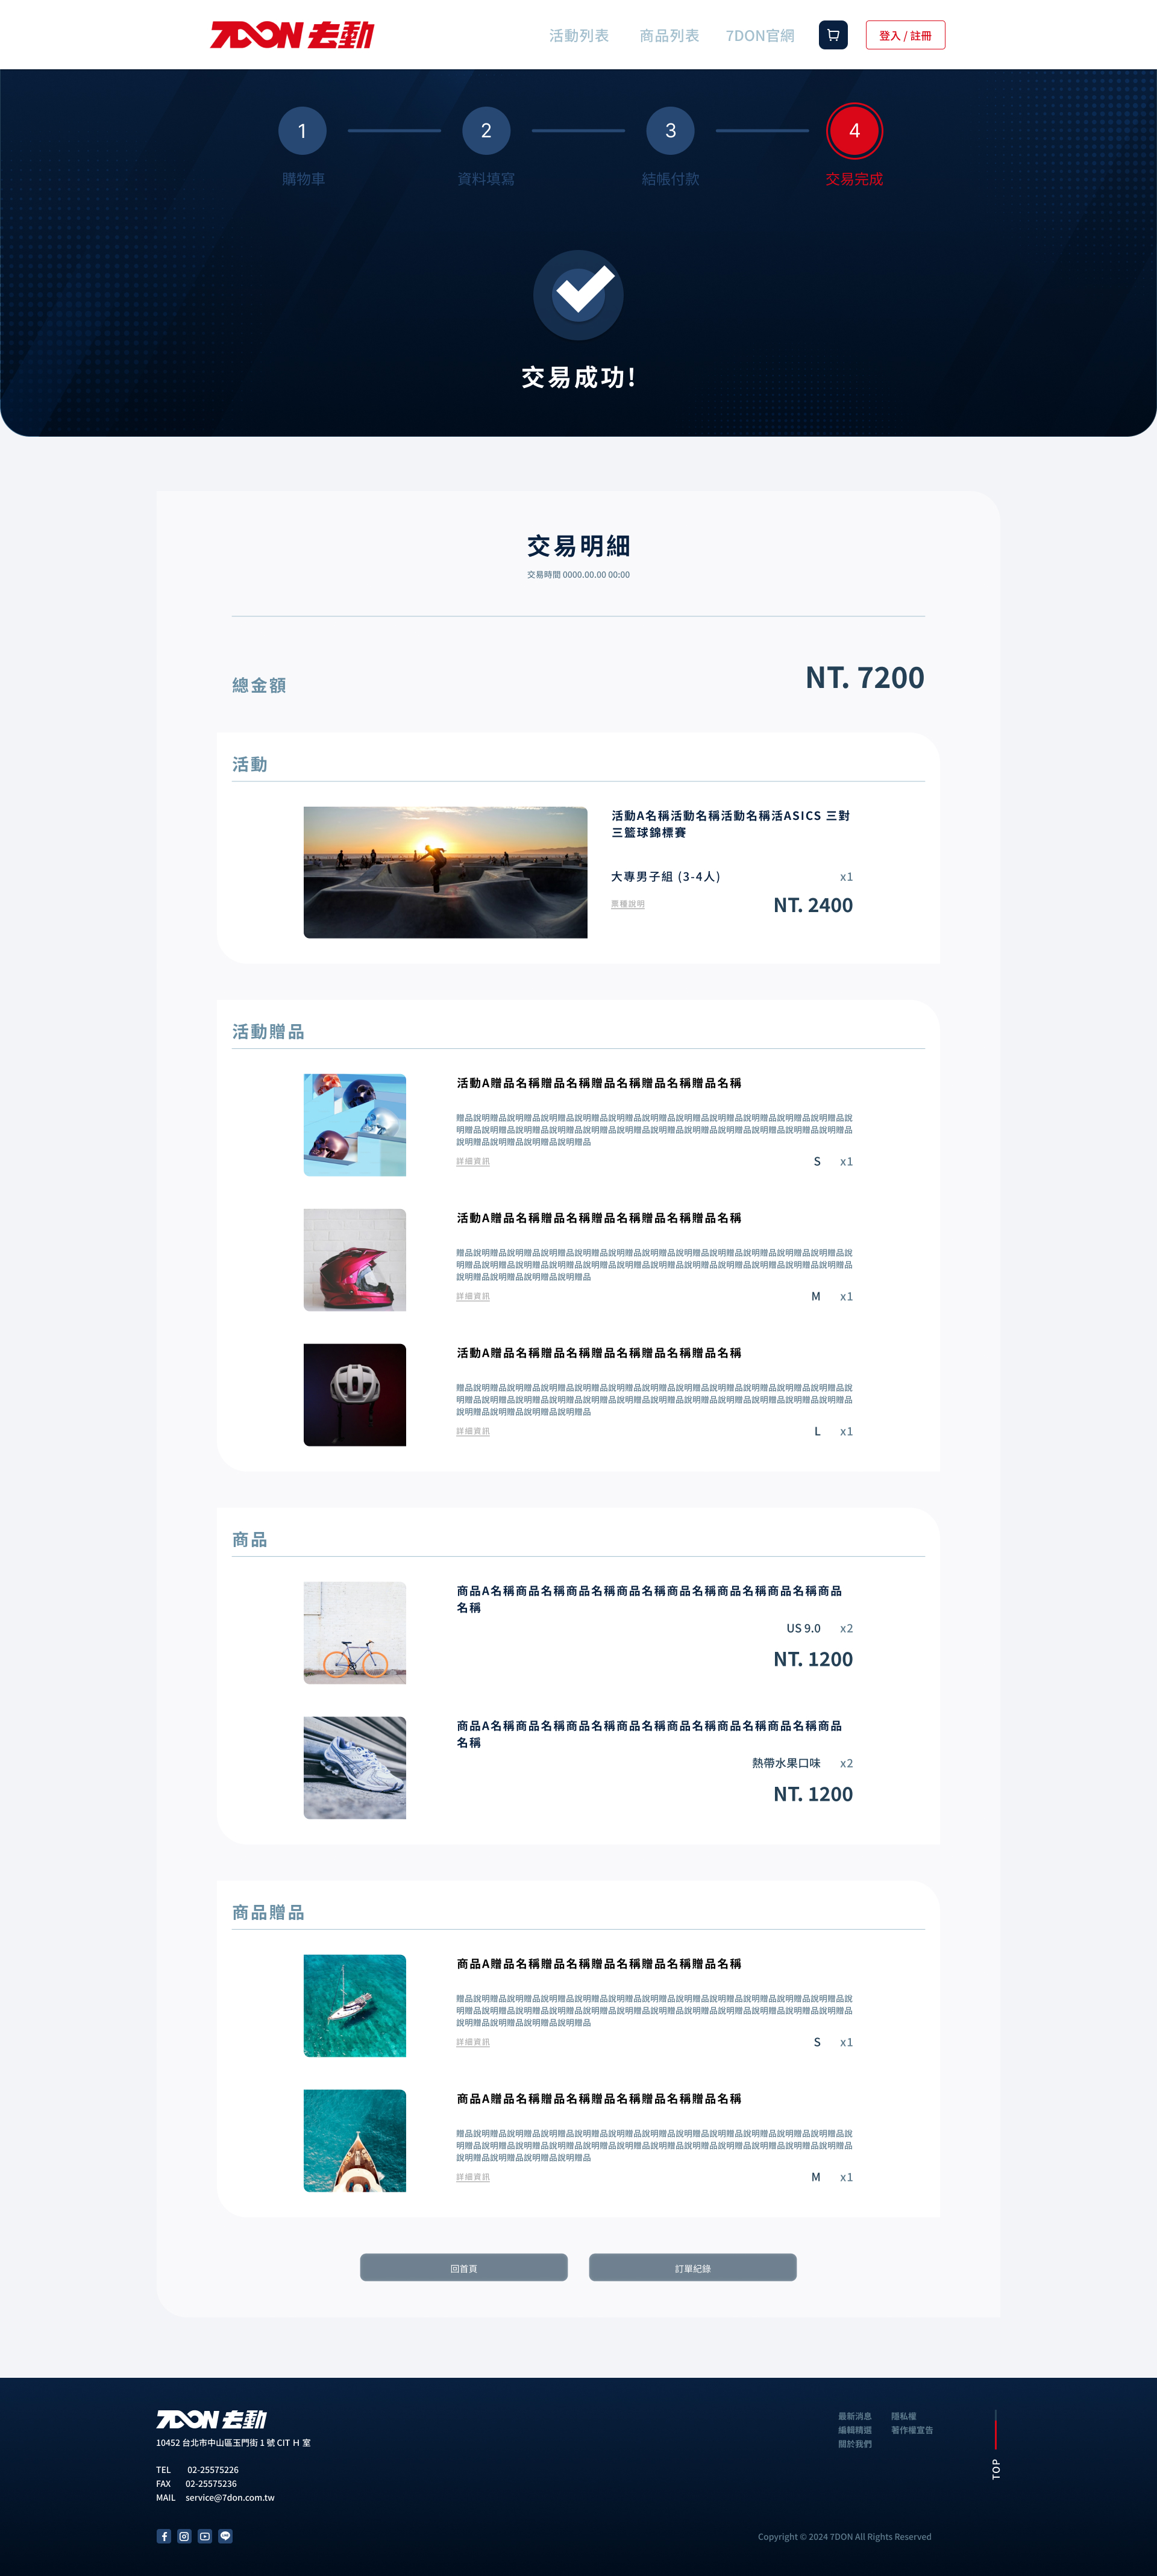 7DON 去動
活動列表
商品列表
7DON官網
登入 / 註冊
1
2
3
4
購物車
資料填寫
結帳付款
交易完成
交易成功!
交易明細
交易時間 0000.00.00 00:00
總金額
NT. 7200
活動
活動A名稱活動名稱活動名稱活ASICS 三對
三籃球錦標賽
大專男子組 (3-4人)
x1
票種說明
NT. 2400
活動贈品
活動A贈品名稱贈品名稱贈品名稱贈品名稱贈品名稱
贈品說明贈品說明贈品說明贈品說明贈品說明贈品說明贈品說明贈品說明贈品說明贈品說明贈品說明贈品說
明贈品說明贈品說明贈品說明贈品說明贈品說明贈品說明贈品說明贈品說明贈品說明贈品說明贈品說明贈品
說明贈品說明贈品說明贈品說明贈品
詳細資訊
S
x1
活動A贈品名稱贈品名稱贈品名稱贈品名稱贈品名稱
贈品說明贈品說明贈品說明贈品說明贈品說明贈品說明贈品說明贈品說明贈品說明贈品說明贈品說明贈品說
明贈品說明贈品說明贈品說明贈品說明贈品說明贈品說明贈品說明贈品說明贈品說明贈品說明贈品說明贈品
說明贈品說明贈品說明贈品說明贈品
詳細資訊
M
x1
活動A贈品名稱贈品名稱贈品名稱贈品名稱贈品名稱
贈品說明贈品說明贈品說明贈品說明贈品說明贈品說明贈品說明贈品說明贈品說明贈品說明贈品說明贈品說
明贈品說明贈品說明贈品說明贈品說明贈品說明贈品說明贈品說明贈品說明贈品說明贈品說明贈品說明贈品
說明贈品說明贈品說明贈品說明贈品
詳細資訊
L
x1
商品
商品A名稱商品名稱商品名稱商品名稱商品名稱商品名稱商品名稱商品
名稱
US 9.0
x2
NT. 1200
商品A名稱商品名稱商品名稱商品名稱商品名稱商品名稱商品名稱商品
名稱
熱帶水果口味
x2
NT. 1200
商品贈品
商品A贈品名稱贈品名稱贈品名稱贈品名稱贈品名稱
贈品說明贈品說明贈品說明贈品說明贈品說明贈品說明贈品說明贈品說明贈品說明贈品說明贈品說明贈品說
明贈品說明贈品說明贈品說明贈品說明贈品說明贈品說明贈品說明贈品說明贈品說明贈品說明贈品說明贈品
說明贈品說明贈品說明贈品說明贈品
詳細資訊
S
x1
商品A贈品名稱贈品名稱贈品名稱贈品名稱贈品名稱
贈品說明贈品說明贈品說明贈品說明贈品說明贈品說明贈品說明贈品說明贈品說明贈品說明贈品說明贈品說
明贈品說明贈品說明贈品說明贈品說明贈品說明贈品說明贈品說明贈品說明贈品說明贈品說明贈品說明贈品
說明贈品說明贈品說明贈品說明贈品
詳細資訊
M
x1
回首頁
訂單紀錄
7DON 去動
10452 台北市中山區玉門街 1 號 CIT H 室
TEL 02-25575226
FAX 02-25575236
MAIL service@7don.com.tw
最新消息
隱私權
編輯精選
著作權宣告
關於我們
TOP
Copyright © 2024 7DON All Rights Reserved